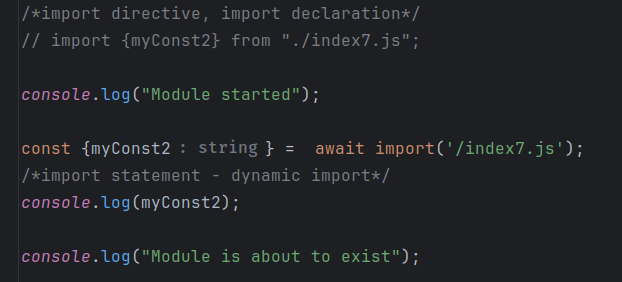 /*import directive, import declaration*/
// import {myConst2} from "./index7.js";
console.log("Module started");
const {myConst2 : string } =  await import('/index7.js');
/*import statement - dynamic import*/
console.log(myConst2);
console.log("Module is about to exist");